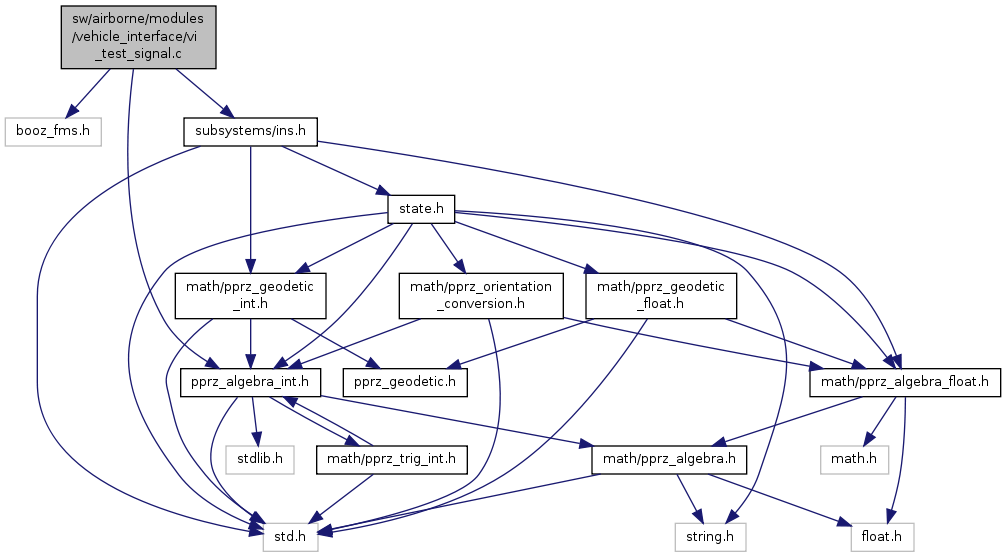 sw/airborne/modules
/vehicle_interface/vi
_test_signal.c
booz_fms.h
subsystems/ins.h
state.h
math/pprz_geodetic
_int.h
math/pprz_orientation
_conversion.h
math/pprz_geodetic
_float.h
pprz_algebra_int.h
pprz_geodetic.h
math/pprz_algebra_float.h
stdlib.h
math/pprz_trig_int.h
math/pprz_algebra.h
math.h
std.h
string.h
float.h